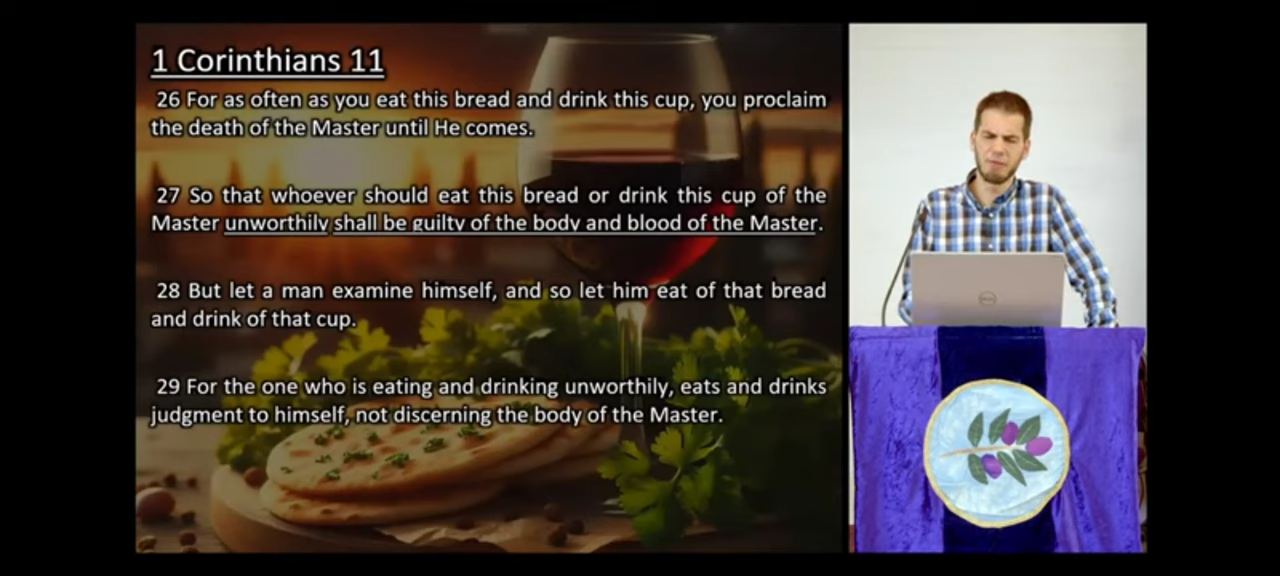 1 Corinthians 11
26 For as often as you eat this bread and drink this cup, you proclaim
the death of the Master until He comes.
27 So that whoever should eat this bread or drink this cup of the
Master unworthily shall be guilty of the body and blood of the Master.
28 But let a man examine himself, and so let him eat of that bread
and drink of that cup.
29 For the one who is eating and drinking unworthily, eats and drinks
judgment to himself, not discerning the body of the Master.
DELL